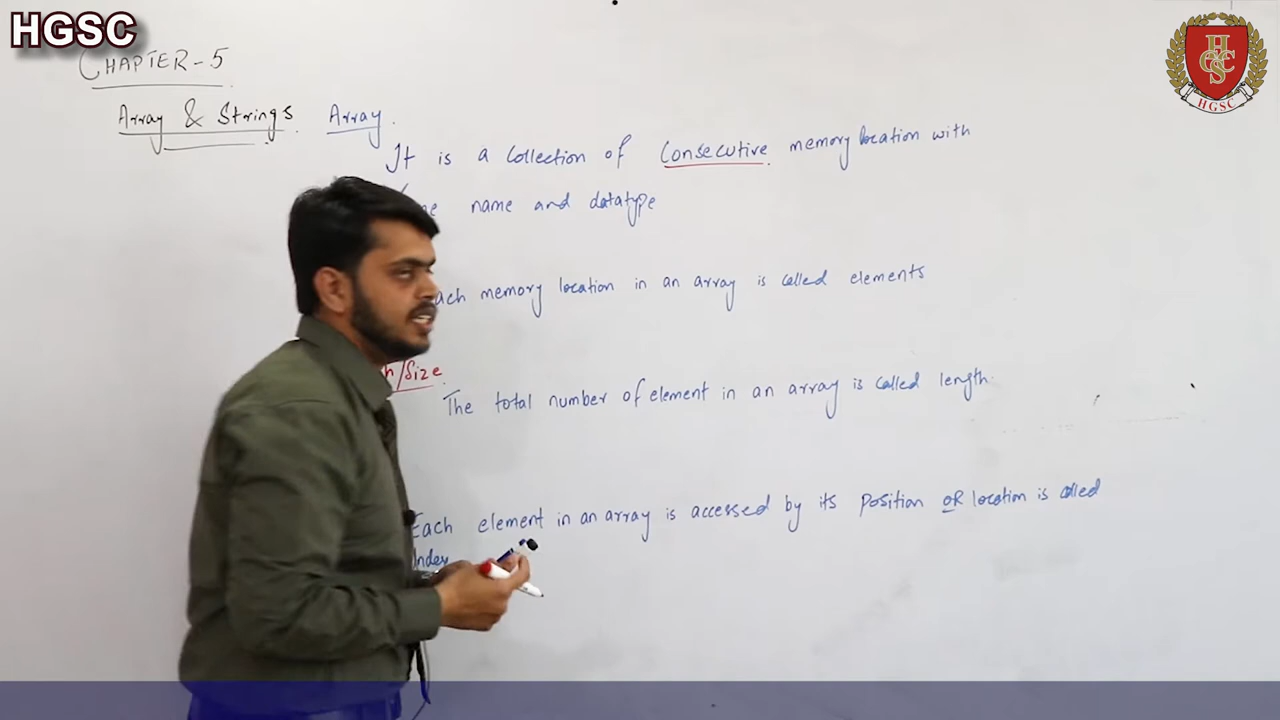 HGSC
CHAPTER-5
Array & Strings Array.
It is a collection of Consecutive memory location with
name and datatype
memory location in an array is called elements
/Size
The total number of element in an array is called length.
Each element in an array is accessed by its position OR location is called
Index
HGSC
HGSC